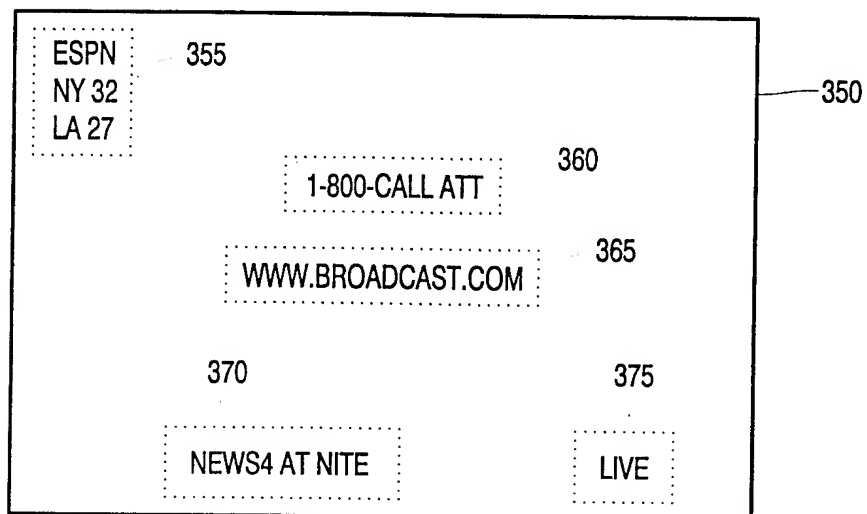 ESPN
NY 32
LA 27
355
350
360
1-800-CALL ATT
365
WWW.BROADCAST.COM
370
375
NEWS4 AT NITE
LIVE